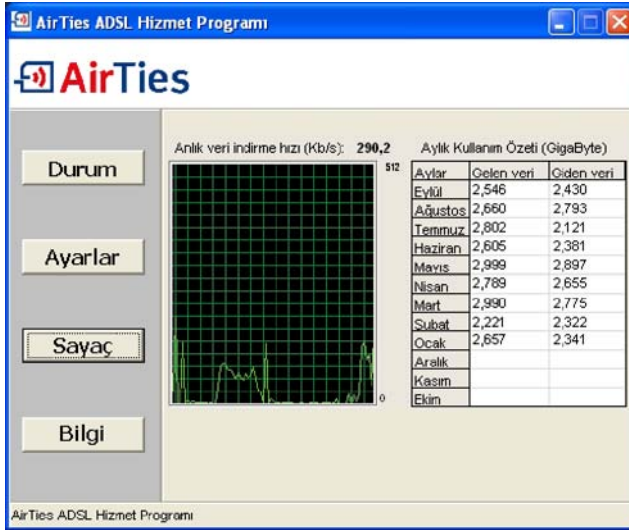 AirTies ADSL Hizmet Programı
AirTies
Durum
Ayarlar
Sayaç
Bilgi
Anlık veri indirme hızı (Kb/s): 290,2
512
0
Aylık Kullanım Özeti (GigaByte)
Aylar Gelen veri Giden veri
Eylül 2,546 2,430
Ağustos 2,660 2,793
Temmuz 2,802 2,121
Haziran 2,605 2,381
Mayıs 2,999 2,897
Nisan 2,789 2,655
Mart 2,990 2,775
Şubat 2,221 2,322
Ocak 2,657 2,341
Aralık
Kasım
Ekim
AirTies ADSL Hizmet Programı